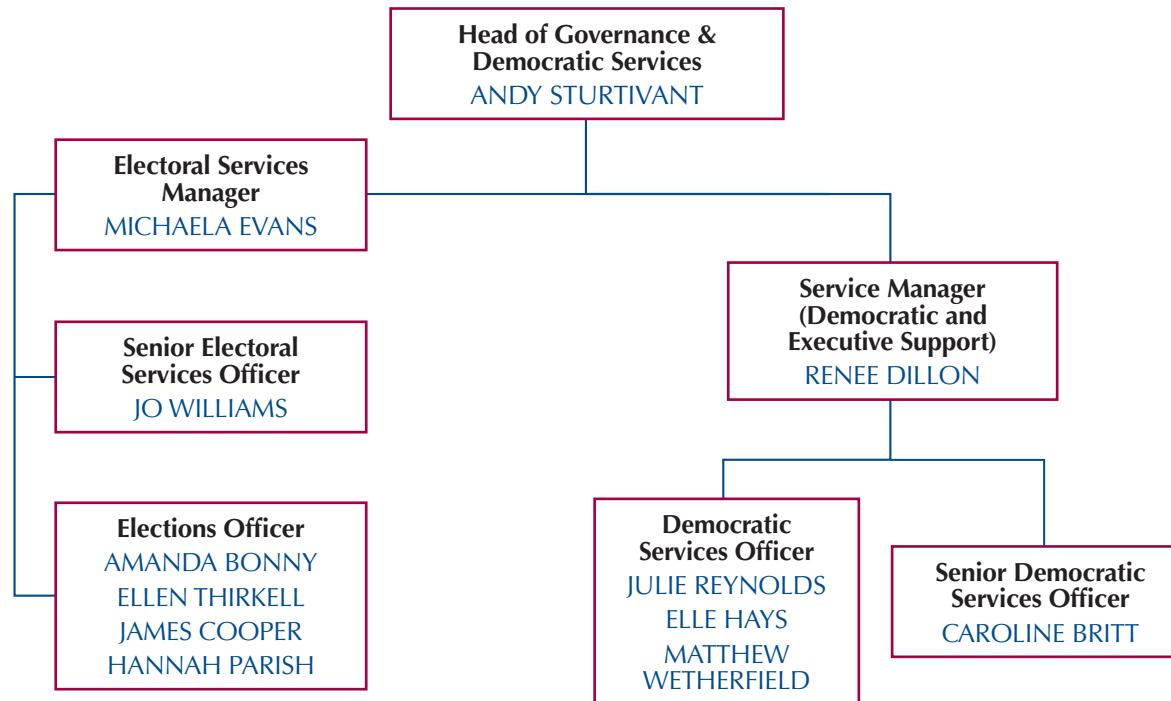 Head of Governance &
Democratic Services
ANDY STURTIVANT
Electoral Services
Manager
MICHAELA EVANS
Service Manager
(Democratic and
Executive Support)
RENEE DILLON
Senior Electoral
Services Officer
JO WILLIAMS
Elections Officer
AMANDA BONNY
ELLEN THIRKELL
JAMES COOPER
HANNAH PARISH
Democratic
Services Officer
JULIE REYNOLDS
ELLE HAYS
MATTHEW
WETHERFIELD
Senior Democratic
Services Officer
CAROLINE BRITT